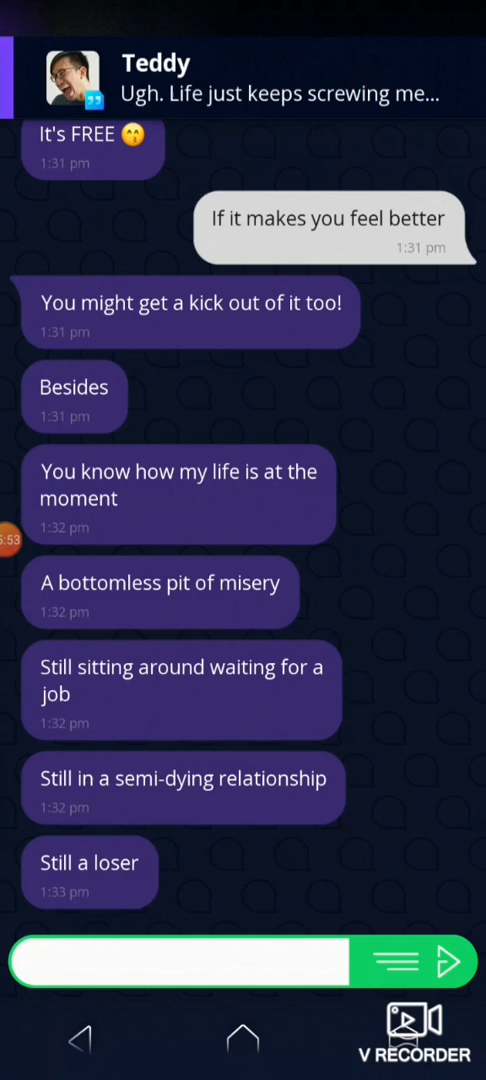 Teddy
Ugh. Life just keeps screwing me...
It's FREE 😙
1:31 pm
If it makes you feel better
1:31 pm
You might get a kick out of it too!
1:31 pm
Besides
1:31 pm
You know how my life is at the
moment
1:32 pm
5:53
A bottomless pit of misery
1:32 pm
Still sitting around waiting for a
job
1:32 pm
Still in a semi-dying relationship
1:32 pm
Still a loser
1:33 pm
V RECORDER